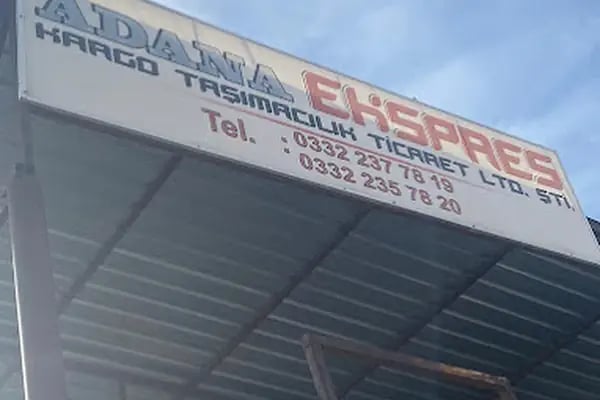 ADANA EKSPRES
KARGO TAŞIMACILIK TİCARET LTD. ŞTİ.
Tel. : 0332 237 78 19
0332 235 78 20